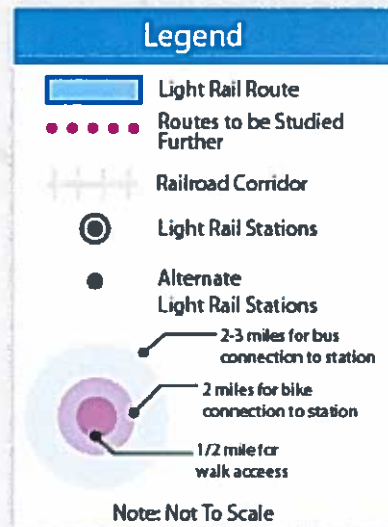 Legend
Light Rail Route
Routes to be Studied
Further
Railroad Corridor
Light Rail Stations
Alternate
Light Rail Stations
2-3 miles for bus
connection to station
2 miles for bike
connection to station
1/2 mile for
walk acceess
Note: Not To Scale